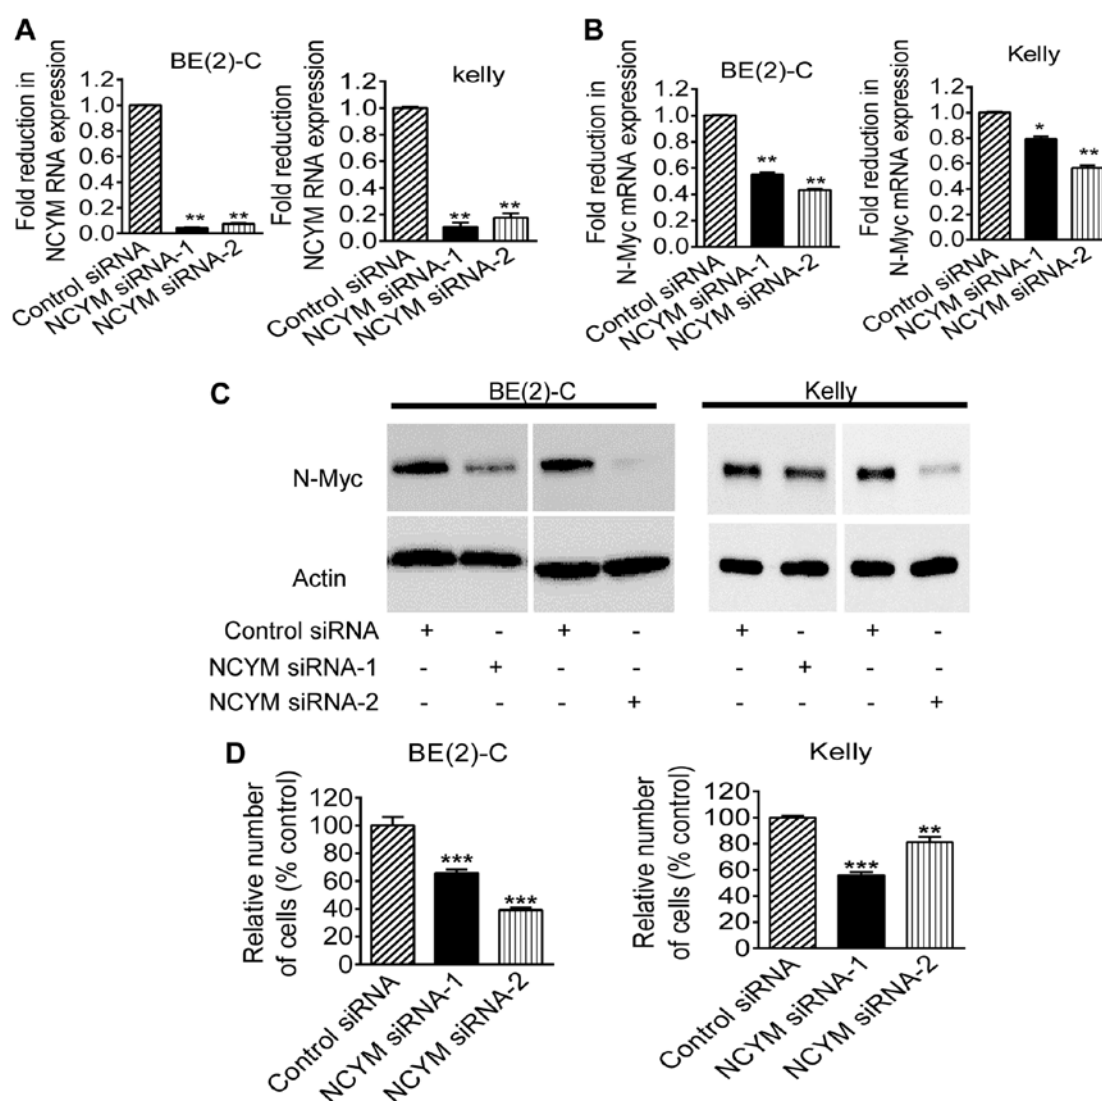 A
BE(2)-C
Fold reduction in
NCYM RNA expression
1.2
1.0
0.8
0.6
0.4
0.2
0.0
** **
Control siRNA
NCYM siRNA-1
NCYM siRNA-2
kelly
Fold reduction
NCYM RNA expression
1.2
1.0
0.8
0.6
0.4
0.2
0.0
** **
Control siRNA
NCYM siRNA-1
NCYM siRNA-2
B
BE(2)-C
Fold reduction in
N-Myc mRNA expression
1.2
1.0
0.8
0.6
0.4
0.2
0.0
** **
Control siRNA
NCYM siRNA-1
NCYM siRNA-2
Kelly
Fold reduction in
N-Myc mRNA expression
1.2
1.0
0.8
0.6
0.4
0.2
0.0
* **
Control siRNA
NCYM siRNA-1
NCYM siRNA-2
C
BE(2)-C Kelly
N-Myc
Actin
Control siRNA + - + - + - + -
NCYM siRNA-1 - + - - - + - -
NCYM siRNA-2 - - - + - - - +
D
BE(2)-C
Relative number
of cells (% control)
120
100
80
60
40
20
0
*** ***
Control siRNA
NCYM siRNA-1
NCYM siRNA-2
Kelly
Relative number
of cells (% control)
120
100
80
60
40
20
0
*** **
Control siRNA
NCYM siRNA-1
NCYM siRNA-2